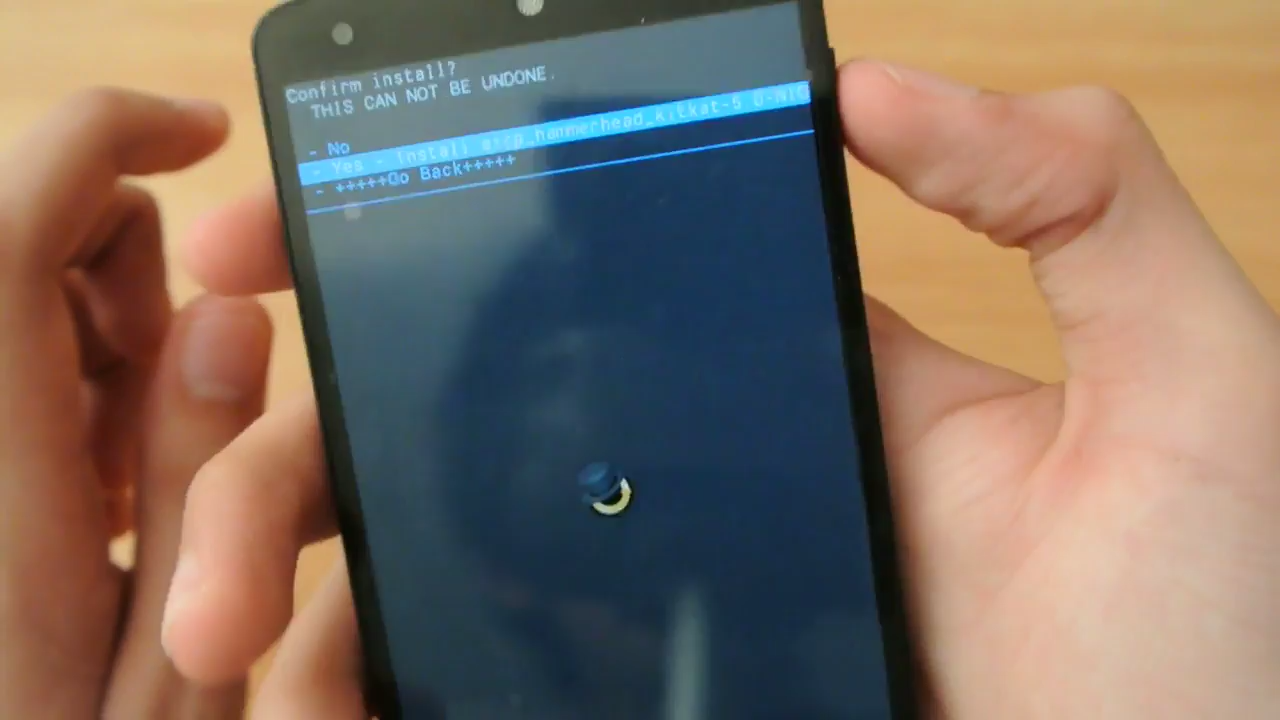 Confirm install?
THIS CAN NOT BE UNDONE.
- No
- Yes - Install
- +++++Go Back+++++